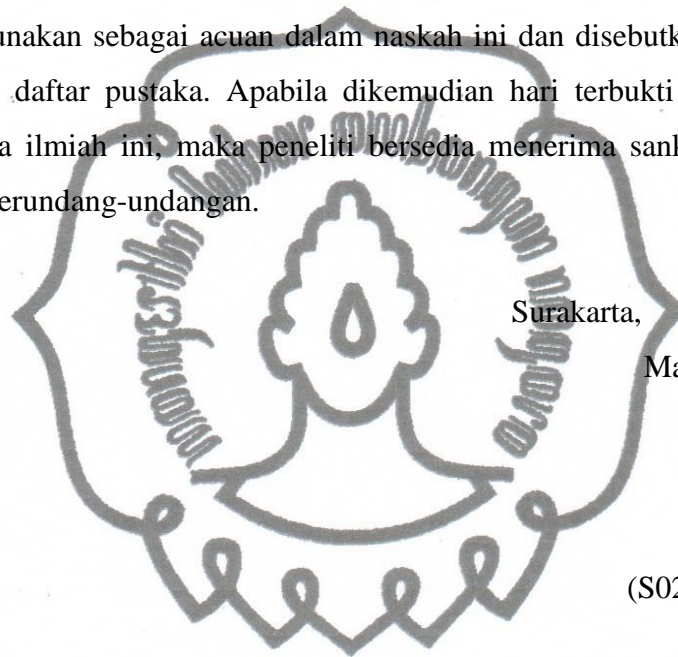 unakan sebagai acuan dalam naskah ini dan disebutk
daftar pustaka. Apabila dikemudian hari terbukti
a ilmiah ini, maka peneliti bersedia menerima sank
erundang-undangan.
Surakarta,
Ma
(S02